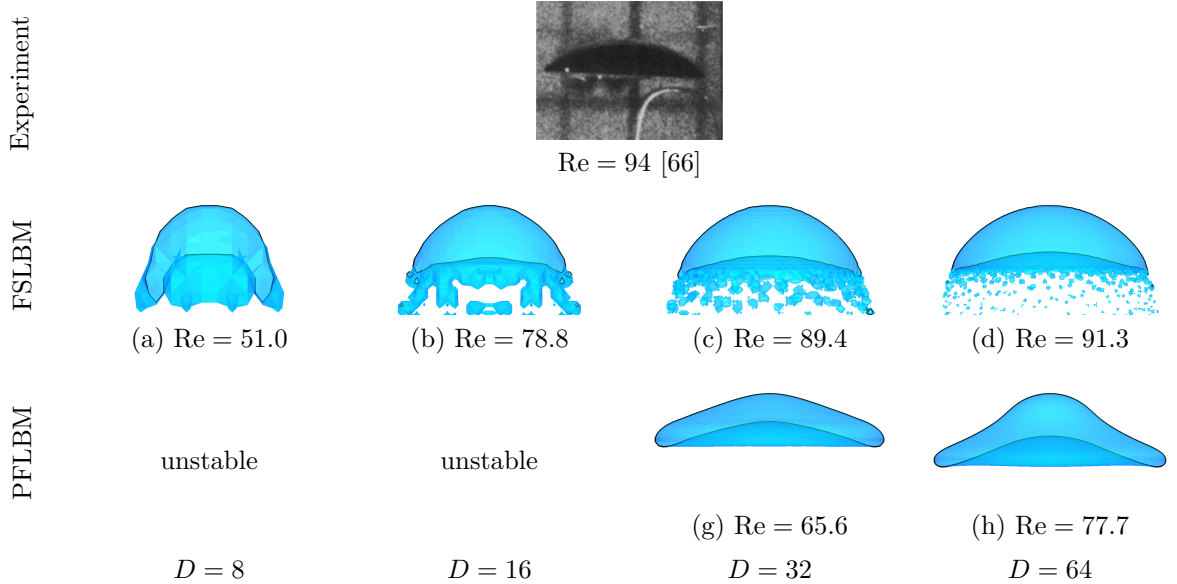 Experiment
Re = 94 [66]
FSLBM
(a) Re = 51.0
(b) Re = 78.8
(c) Re = 89.4
(d) Re = 91.3
PFLBM
unstable
unstable
(g) Re = 65.6
(h) Re = 77.7
D = 8
D = 16
D = 32
D = 64